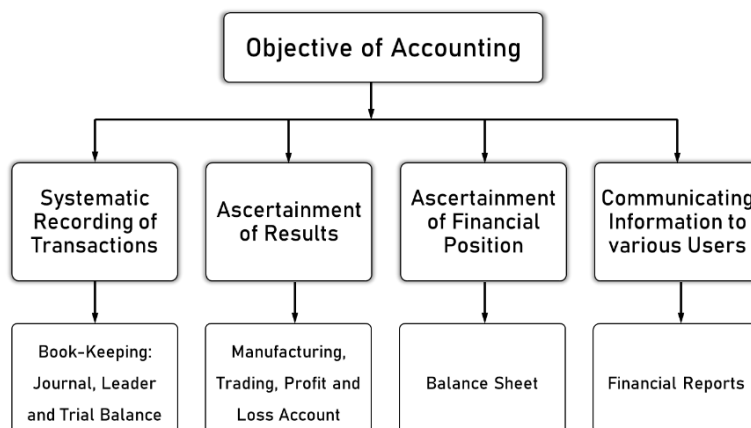 Objective of Accounting
Systematic
Recording of
Transactions
Ascertainment
of Results
Ascertainment
of Financial
Position
Communicating
Information to
various Users
Book-Keeping:
Journal, Leader
and Trial Balance
Manufacturing,
Trading, Profit and
Loss Account
Balance Sheet
Financial Reports